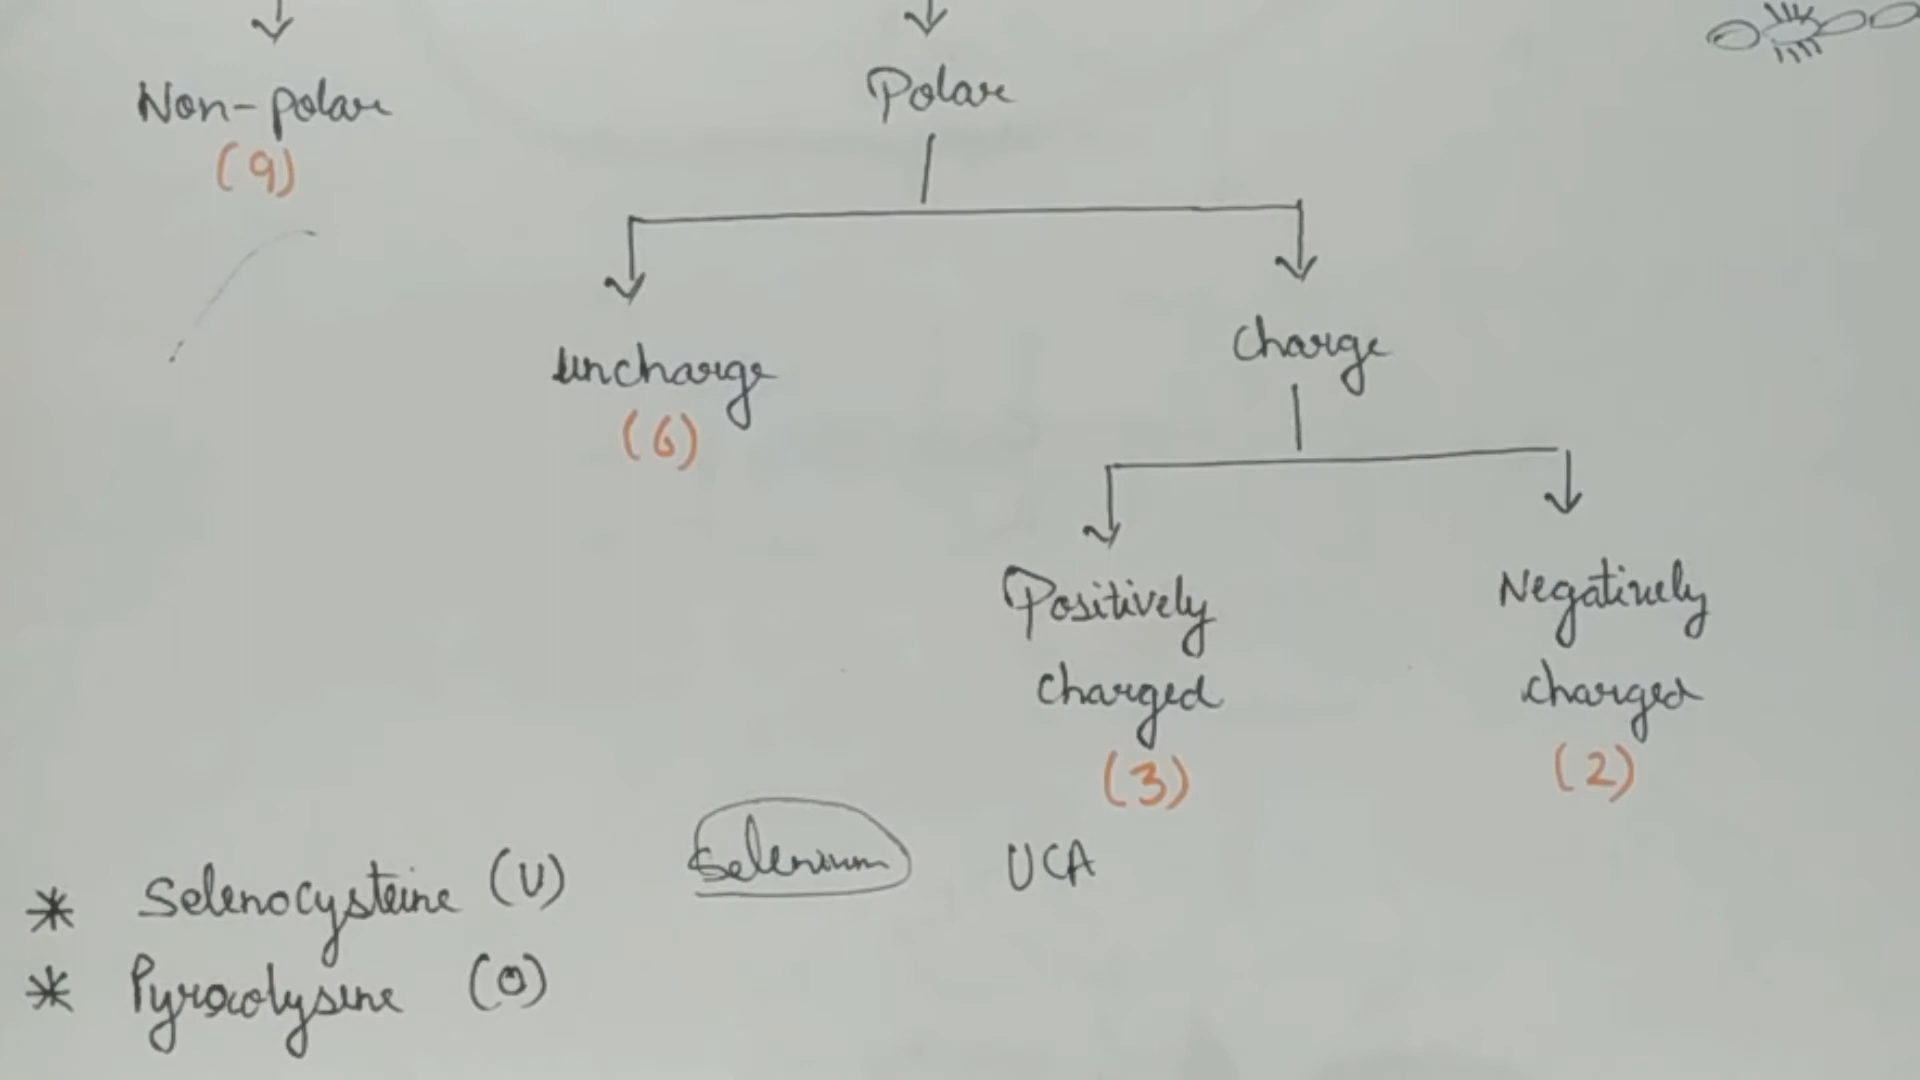 Non-polar
(9)
Polar
uncharge
(6)
Charge
Positively
charged
(3)
Negatively
charged
(2)
* Selenocysteine (U)
Selenium
UCA
* Pyrrolysine (O)